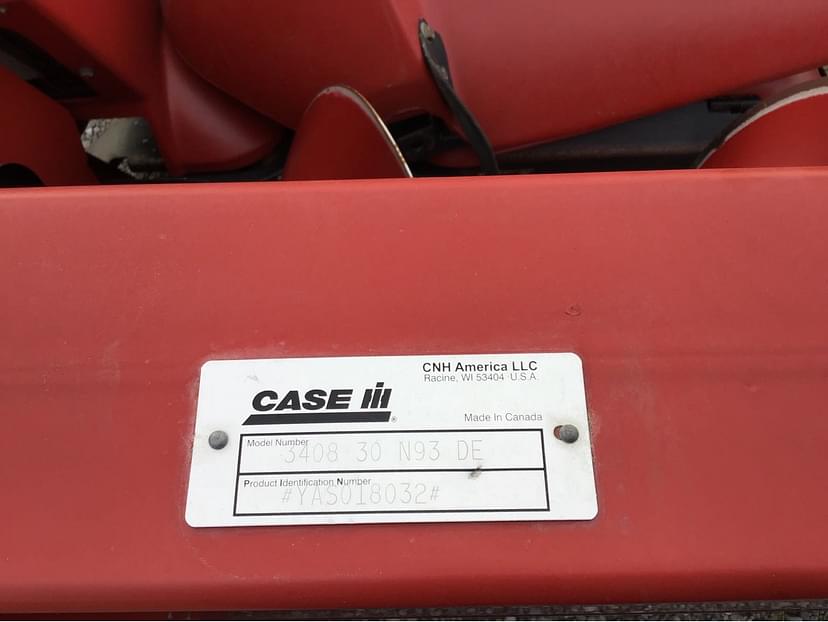 CNH America LLC
Racine, WI 53404 U.S.A.
CASE IH
®
Made In Canada
Model Number
3408 30 N93 DE
Product Identification Number
#YAS018032#